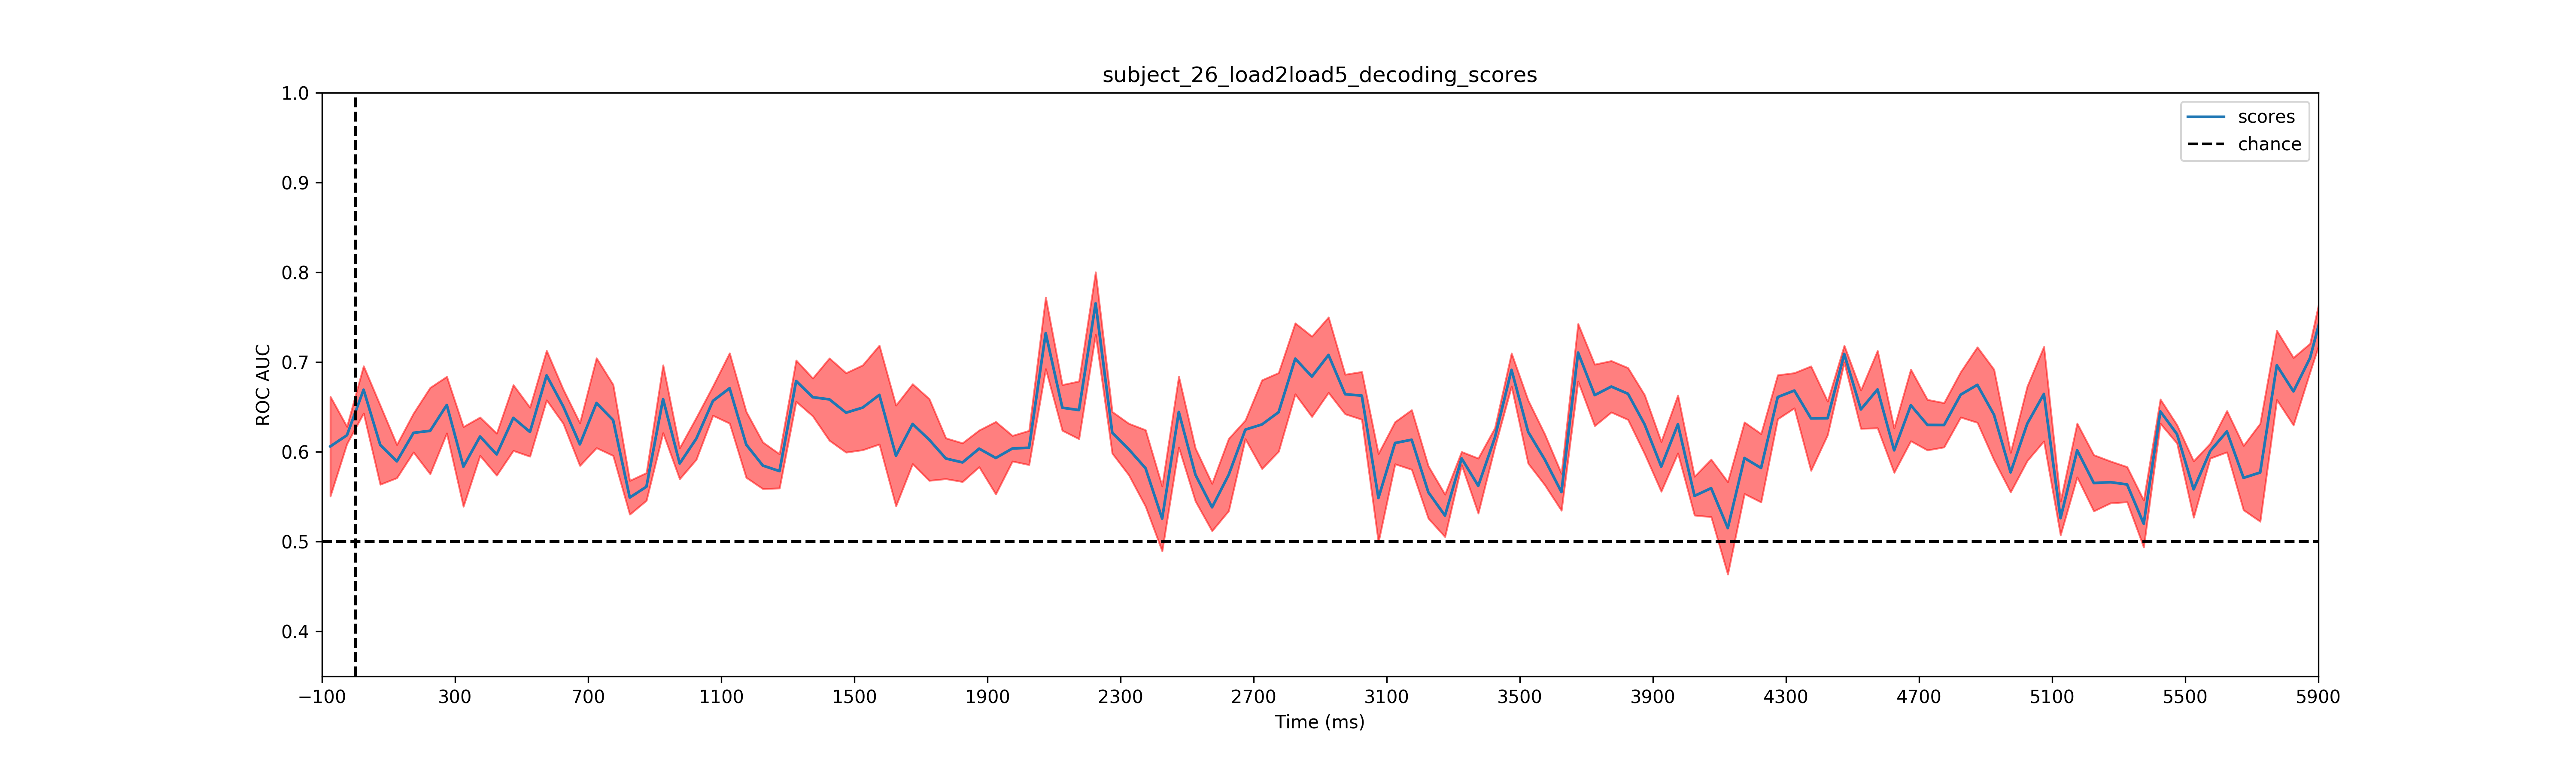 subject_26_load2load5_decoding_scores
1.0
0.9
0.8
0.7
0.6
0.5
0.4
ROC AUC
scores
chance
−100 300 700 1100 1500 1900 2300 2700 3100 3500 3900 4300 4700 5100 5500 5900
Time (ms)